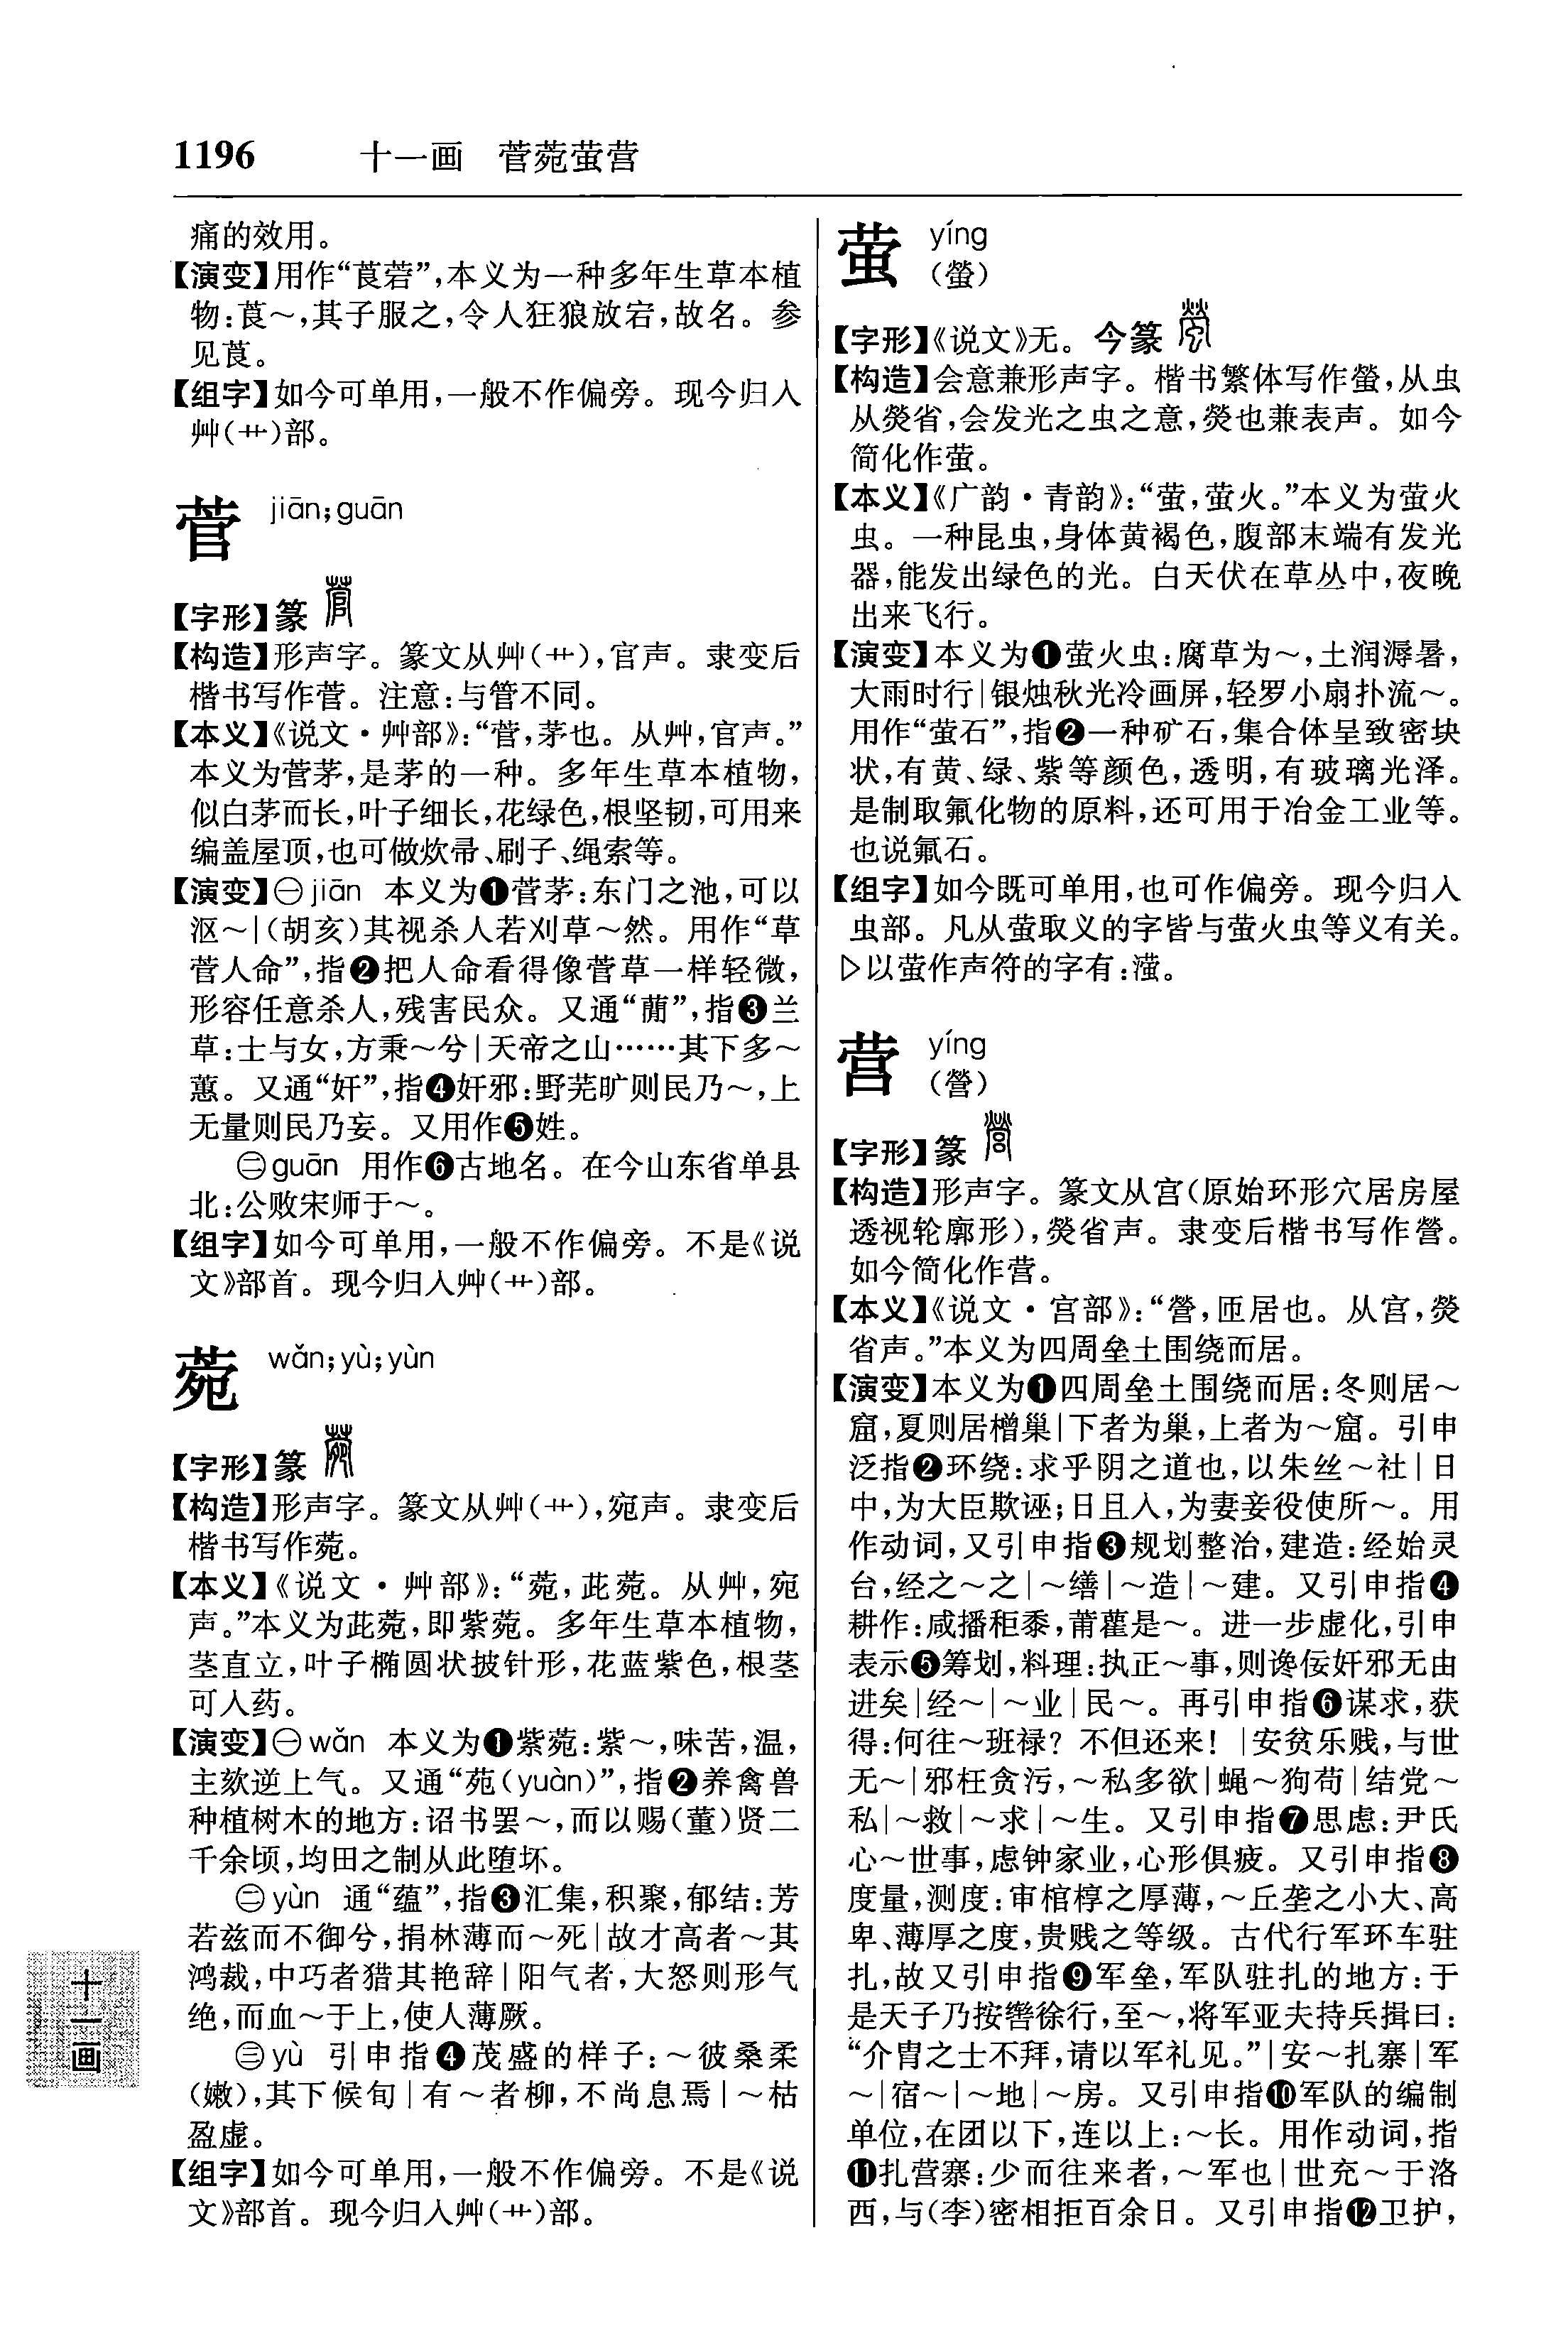 1196 十一画 菅菀萤营
痛的效用。
【演变】用作“莨菪”,本义为一种多年生草本植
物:莨～,其子服之,令人狂狼放宕,故名。参
见莨。
【组字】如今可单用,一般不作偏旁。现今归入
艸(艹)部。
菅 jiān;guān
【字形】篆
【构造】形声字。篆文从艸(艹),官声。隶变后
楷书写作菅。注意:与管不同。
【本义】《说文·艸部》:“菅,茅也。从艸,官声。”
本义为菅茅,是茅的一种。多年生草本植物,
似白茅而长,叶子细长,花绿色,根坚韧,可用来
编盖屋顶,也可做炊帚、刷子、绳索等。
【演变】㊀jiān 本义为❶菅茅:东门之池,可以
沤～|(胡亥)其视杀人若刈草～然。用作“草
菅人命”,指❷把人命看得像菅草一样轻微,
形容任意杀人,残害民众。又通“蕑”,指❸兰
草:士与女,方秉～兮|天帝之山……其下多～
蕙。又通“奸”,指❹奸邪:野芜旷则民乃～,上
无量则民乃妄。又用作❺姓。
㊁guān 用作❻古地名。在今山东省单县
北:公败宋师于～。
【组字】如今可单用,一般不作偏旁。不是《说
文》部首。现今归入艸(艹)部。
菀 wǎn;yù;yùn
【字形】篆
【构造】形声字。篆文从艸(艹),宛声。隶变后
楷书写作菀。
【本义】《说文·艸部》:“菀,茈菀。从艸,宛
声。”本义为茈菀,即紫菀。多年生草本植物,
茎直立,叶子椭圆状披针形,花蓝紫色,根茎
可入药。
【演变】㊀wǎn 本义为❶紫菀:紫～,味苦,温,
主欬逆上气。又通“苑(yuàn)”,指❷养禽兽
种植树木的地方:诏书罢～,而以赐(董)贤二
千余顷,均田之制从此堕坏。
㊁yùn 通“蕴”,指❸汇集,积聚,郁结:芳
若兹而不御兮,捐林薄而～死|故才高者～其
鸿裁,中巧者猎其艳辞|阳气者,大怒则形气
绝,而血～于上,使人薄厥。
㊂yù 引申指❹茂盛的样子:～彼桑柔
(嫩),其下候旬|有～者柳,不尚息焉|～枯
盈虚。
【组字】如今可单用,一般不作偏旁。不是《说
文》部首。现今归入艸(艹)部。
萤 yíng
(螢)
【字形】《说文》无。今篆
【构造】会意兼形声字。楷书繁体写作螢,从虫
从熒省,会发光之虫之意,熒也兼表声。如今
简化作萤。
【本义】《广韵·青韵》:“萤,萤火。”本义为萤火
虫。一种昆虫,身体黄褐色,腹部末端有发光
器,能发出绿色的光。白天伏在草丛中,夜晚
出来飞行。
【演变】本义为❶萤火虫:腐草为～,土润溽暑,
大雨时行|银烛秋光冷画屏,轻罗小扇扑流～。
用作“萤石”,指❷一种矿石,集合体呈致密块
状,有黄、绿、紫等颜色,透明,有玻璃光泽。
是制取氟化物的原料,还可用于冶金工业等。
也说氟石。
【组字】如今既可单用,也可作偏旁。现今归入
虫部。凡从萤取义的字皆与萤火虫等义有关。
▷以萤作声符的字有:滢。
营 yíng
(營)
【字形】篆
【构造】形声字。篆文从宫(原始环形穴居房屋
透视轮廓形),熒省声。隶变后楷书写作營。
如今简化作营。
【本义】《说文·宫部》:“營,匝居也。从宫,熒
省声。”本义为四周垒土围绕而居。
【演变】本义为❶四周垒土围绕而居:冬则居～
窟,夏则居橧巢|下者为巢,上者为～窟。引申
泛指❷环绕:求乎阴之道也,以朱丝～社|日
中,为大臣欺诬;日且入,为妻妾役使所～。用
作动词,又引申指❸规划整治,建造:经始灵
台,经之～之|～缮|～造|～建。又引申指❹
耕作:咸播秬黍,莆雚是～。进一步虚化,引申
表示❺筹划,料理:执正～事,则谗佞奸邪无由
进矣|经～|～业|民～。再引申指❻谋求,获
得:何往～班禄?不但还来!|安贫乐贱,与世
无～|邪枉贪污,～私多欲|蝇～狗苟|结党～
私|～救|～求|～生。又引申指❼思虑:尹氏
心～世事,虑钟家业,心形俱疲。又引申指❽
度量,测度:审棺椁之厚薄,～丘垄之小大、高
卑、薄厚之度,贵贱之等级。古代行军环车驻
扎,故又引申指❾军垒,军队驻扎的地方:于
是天子乃按辔徐行,至～,将军亚夫持兵揖曰:
“介胄之士不拜,请以军礼见。”|安～扎寨|军
～|宿～|～地|～房。又引申指❿军队的编制
单位,在团以下,连以上:～长。用作动词,指
⓫扎营寨:少而往来者,～军也|世充～于洛
西,与(李)密相拒百余日。又引申指⓬卫护,
十一画